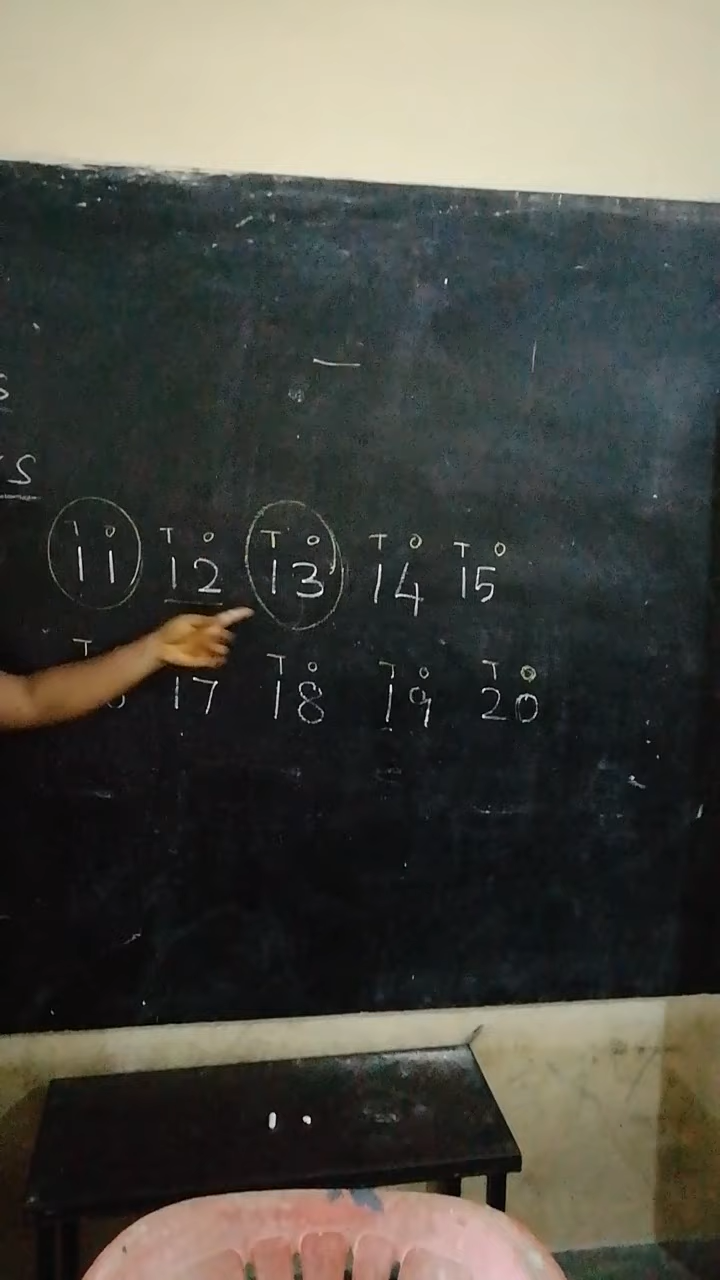 S
S
T O T O T O T O T O
11 12 13 14 15
T T O T O T O
17 18 19 20